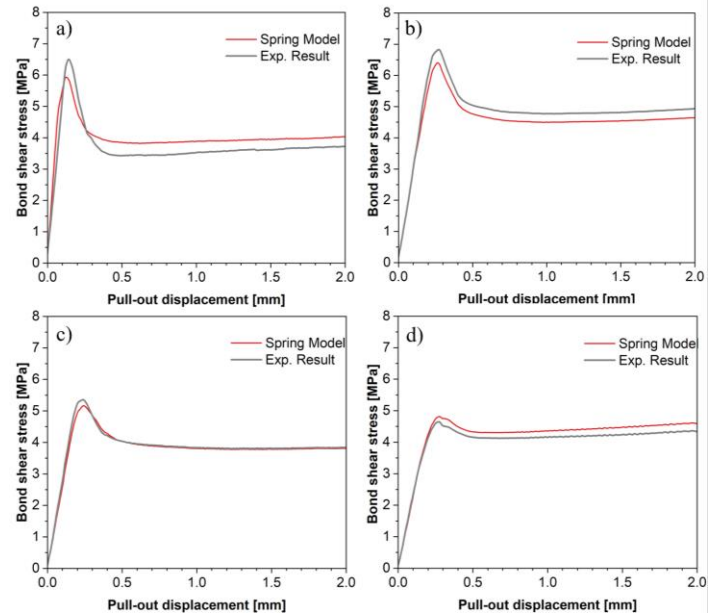 a)
Spring Model
Exp. Result
Bond shear stress [MPa]
8
7
6
5
4
3
2
1
0
0.0 0.5 1.0 1.5 2.0
Pull-out displacement [mm]
b)
Spring Model
Exp. Result
Bond shear stress [MPa]
8
7
6
5
4
3
2
1
0
0.0 0.5 1.0 1.5 2.0
Pull-out displacement [mm]
c)
Spring Model
Exp. Result
Bond shear stress [MPa]
8
7
6
5
4
3
2
1
0
0.0 0.5 1.0 1.5 2.0
Pull-out displacement [mm]
d)
Spring Model
Exp. Result
Bond shear stress [MPa]
8
7
6
5
4
3
2
1
0
0.0 0.5 1.0 1.5 2.0
Pull-out displacement [mm]